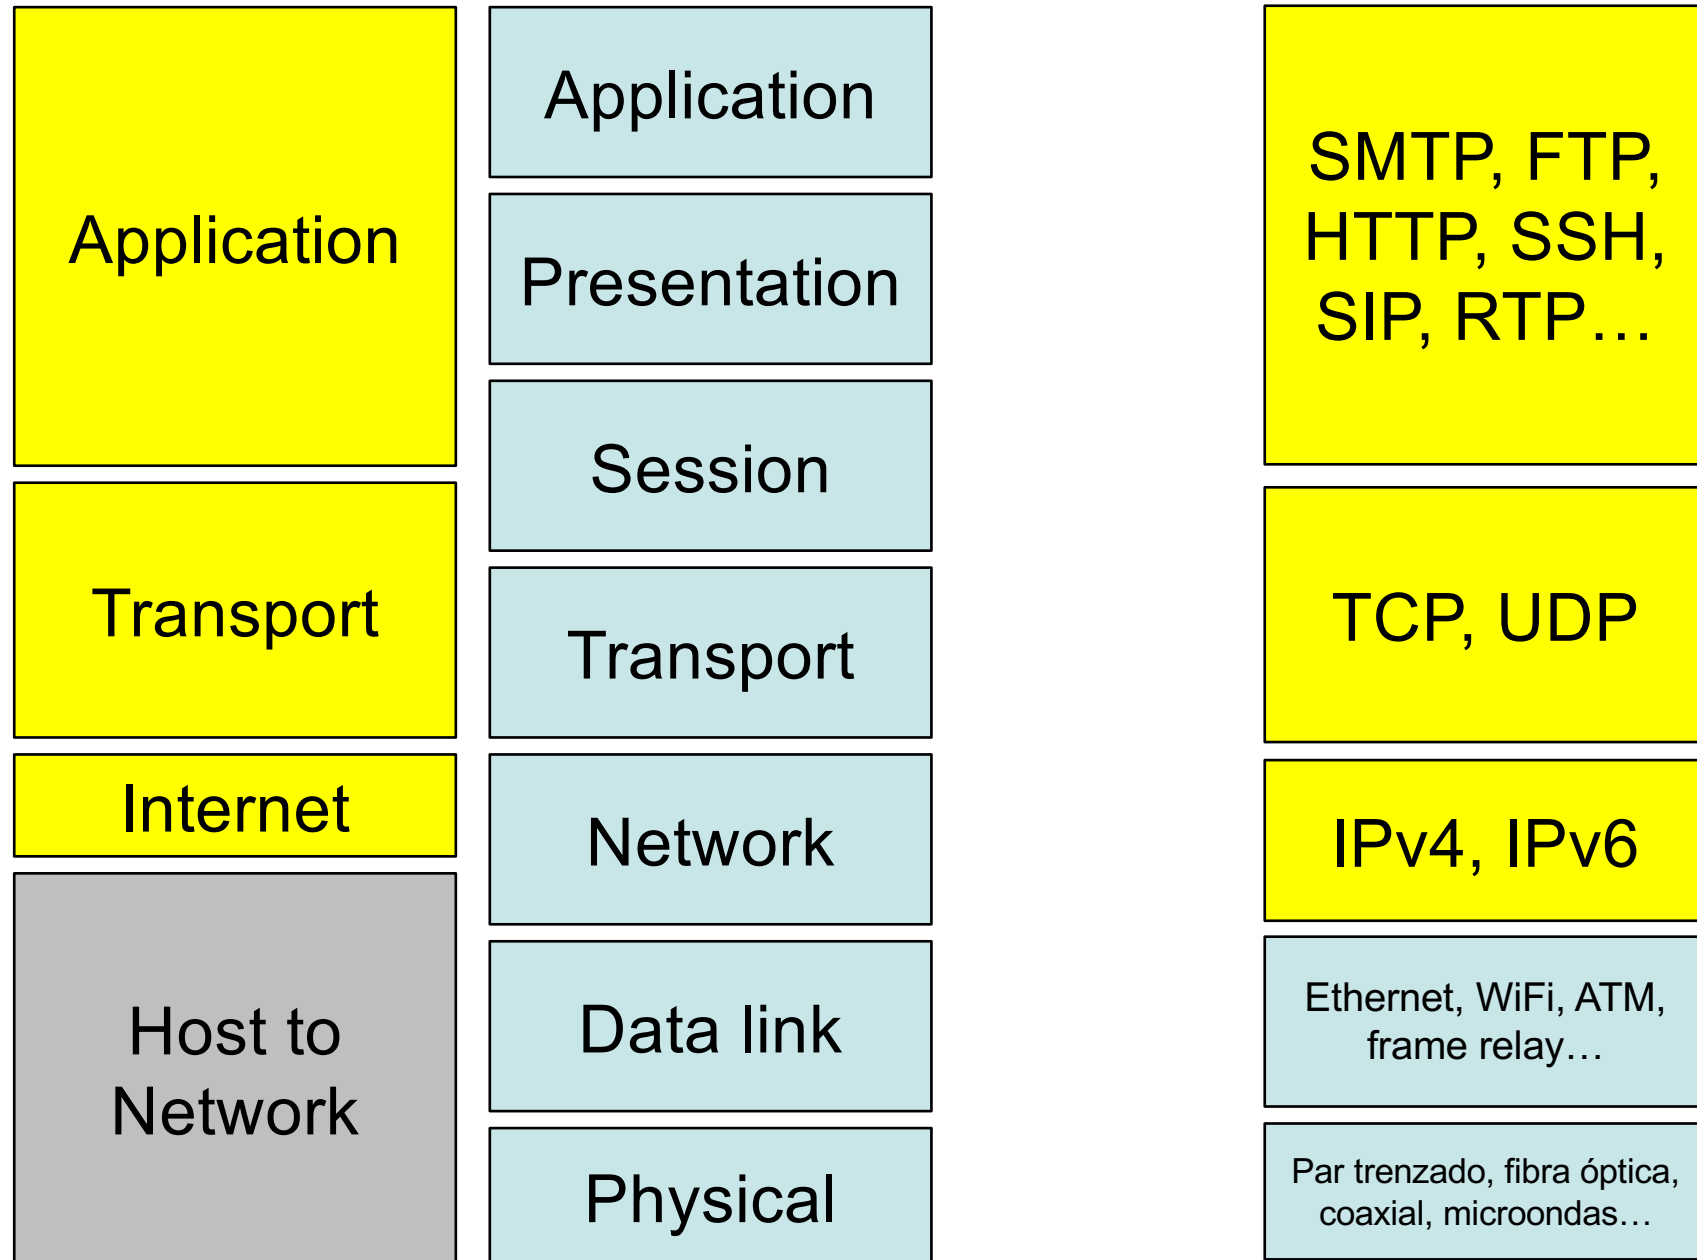 Application
Transport
Internet
Host to
Network
Application
Presentation
Session
Transport
Network
Data link
Physical
SMTP, FTP,
HTTP, SSH,
SIP, RTP…
TCP, UDP
IPv4, IPv6
Ethernet, WiFi, ATM,
frame relay…
Par trenzado, fibra óptica,
coaxial, microondas…